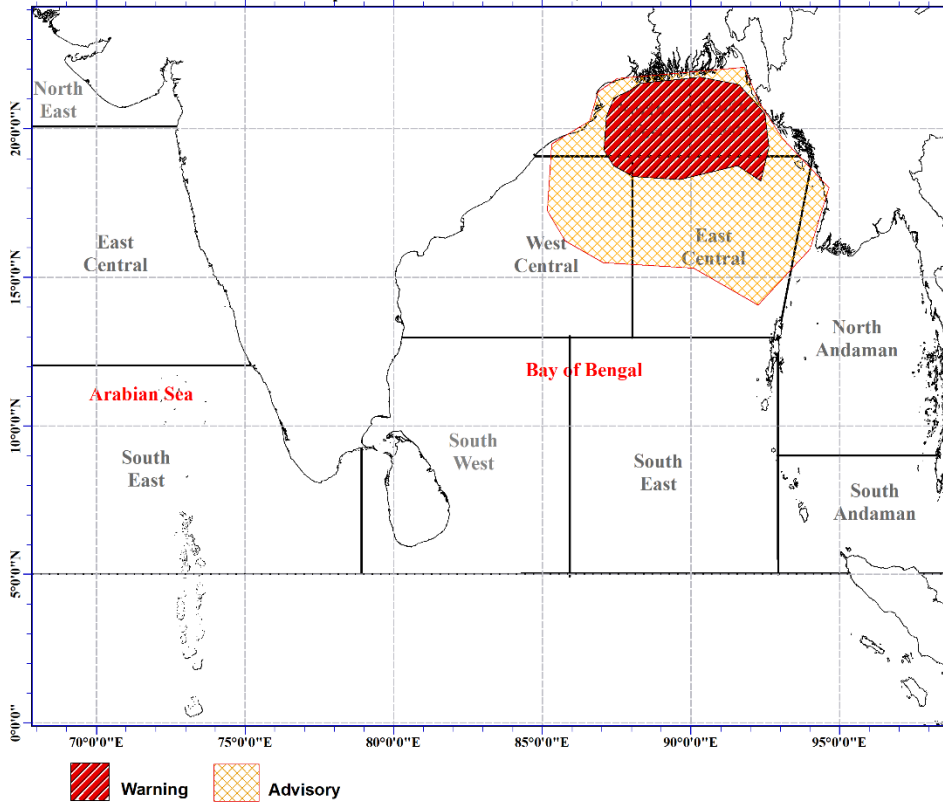 North
East
20°0'0"N
East
Central
West
Central
East
Central
15°0'0"N
North
Andaman
Bay of Bengal
Arabian Sea
10°0'0"N
South
East
South
West
South
East
South
Andaman
5°0'0"N
0°0'0"
70°0'0"E
75°0'0"E
80°0'0"E
85°0'0"E
90°0'0"E
95°0'0"E
Warning
Advisory